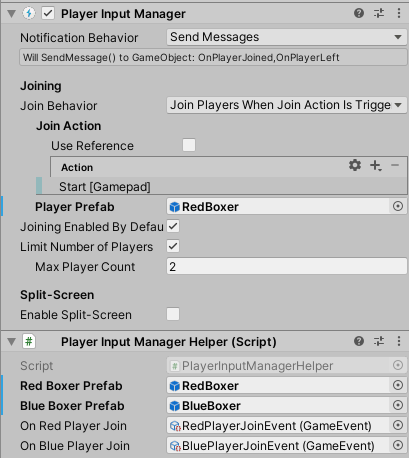 Player Input Manager
Notification Behavior Send Messages
Will SendMessage() to GameObject: OnPlayerJoined,OnPlayerLeft
Joining
Join Behavior Join Players When Join Action Is Trigge
Join Action
Use Reference
Action
Start [Gamepad]
Player Prefab RedBoxer
Joining Enabled By Defau
Limit Number of Players
Max Player Count 2
Split-Screen
Enable Split-Screen
# Player Input Manager Helper (Script)
Script # PlayerInputManagerHelper
Red Boxer Prefab RedBoxer
Blue Boxer Prefab BlueBoxer
On Red Player Join RedPlayerJoinEvent (GameEvent)
On Blue Player Join BluePlayerJoinEvent (GameEvent)